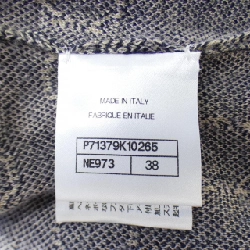 MADE IN ITALY
FABRIQUE EN ITALIE
P71379K10265
NE973 38